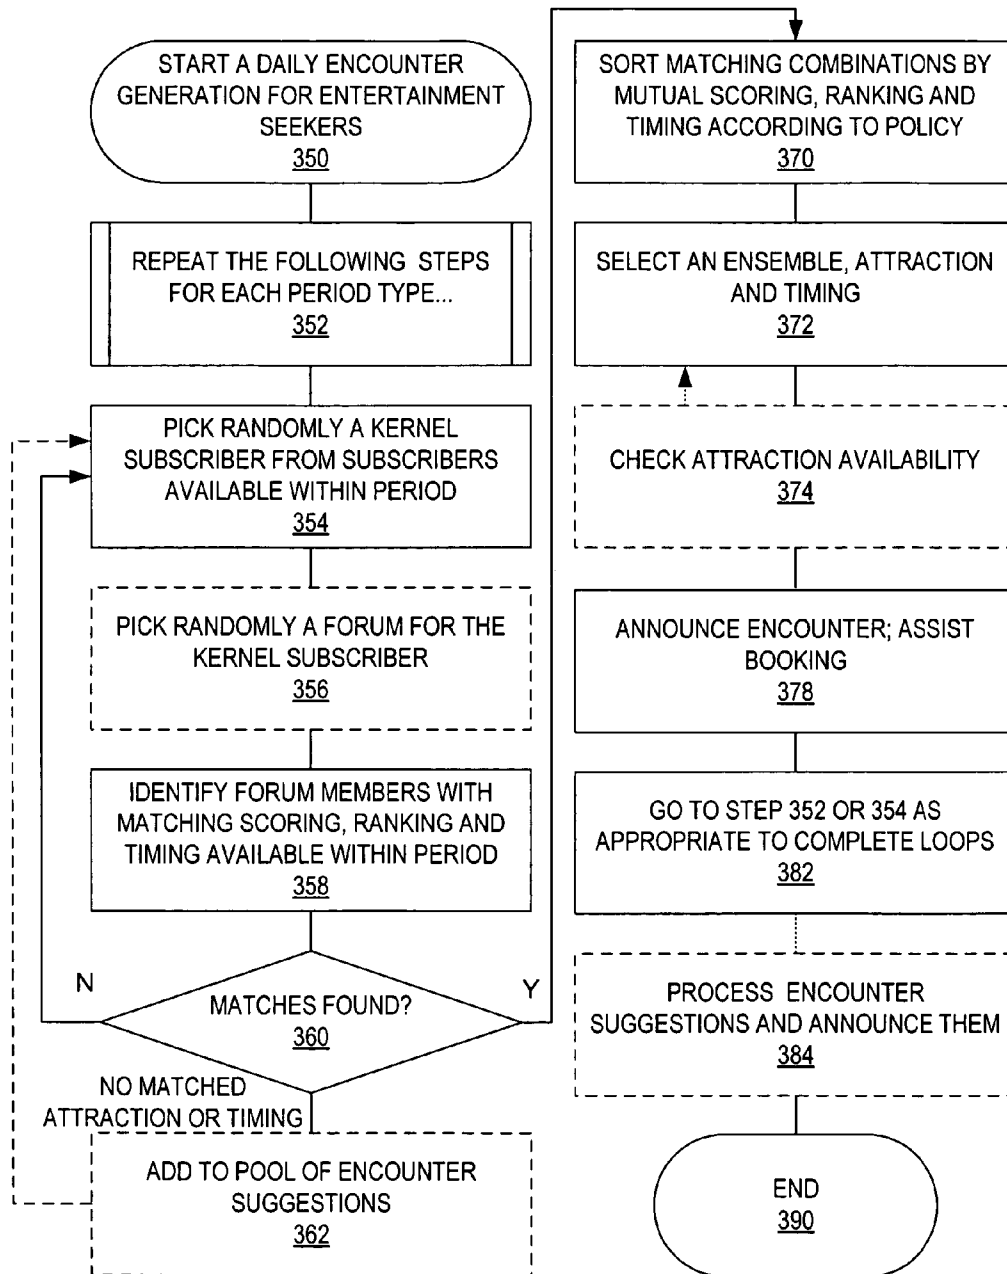 START A DAILY ENCOUNTER
GENERATION FOR ENTERTAINMENT
SEEKERS
350
REPEAT THE FOLLOWING STEPS
FOR EACH PERIOD TYPE...
352
PICK RANDOMLY A KERNEL
SUBSCRIBER FROM SUBSCRIBERS
AVAILABLE WITHIN PERIOD
354
PICK RANDOMLY A FORUM FOR THE
KERNEL SUBSCRIBER
356
IDENTIFY FORUM MEMBERS WITH
MATCHING SCORING, RANKING AND
TIMING AVAILABLE WITHIN PERIOD
358
N
MATCHES FOUND?
360
Y
NO MATCHED
ATTRACTION OR TIMING
ADD TO POOL OF ENCOUNTER
SUGGESTIONS
362
SORT MATCHING COMBINATIONS BY
MUTUAL SCORING, RANKING AND
TIMING ACCORDING TO POLICY
370
SELECT AN ENSEMBLE, ATTRACTION
AND TIMING
372
CHECK ATTRACTION AVAILABILITY
374
ANNOUNCE ENCOUNTER; ASSIST
BOOKING
378
GO TO STEP 352 OR 354 AS
APPROPRIATE TO COMPLETE LOOPS
382
PROCESS ENCOUNTER
SUGGESTIONS AND ANNOUNCE THEM
384
END
390